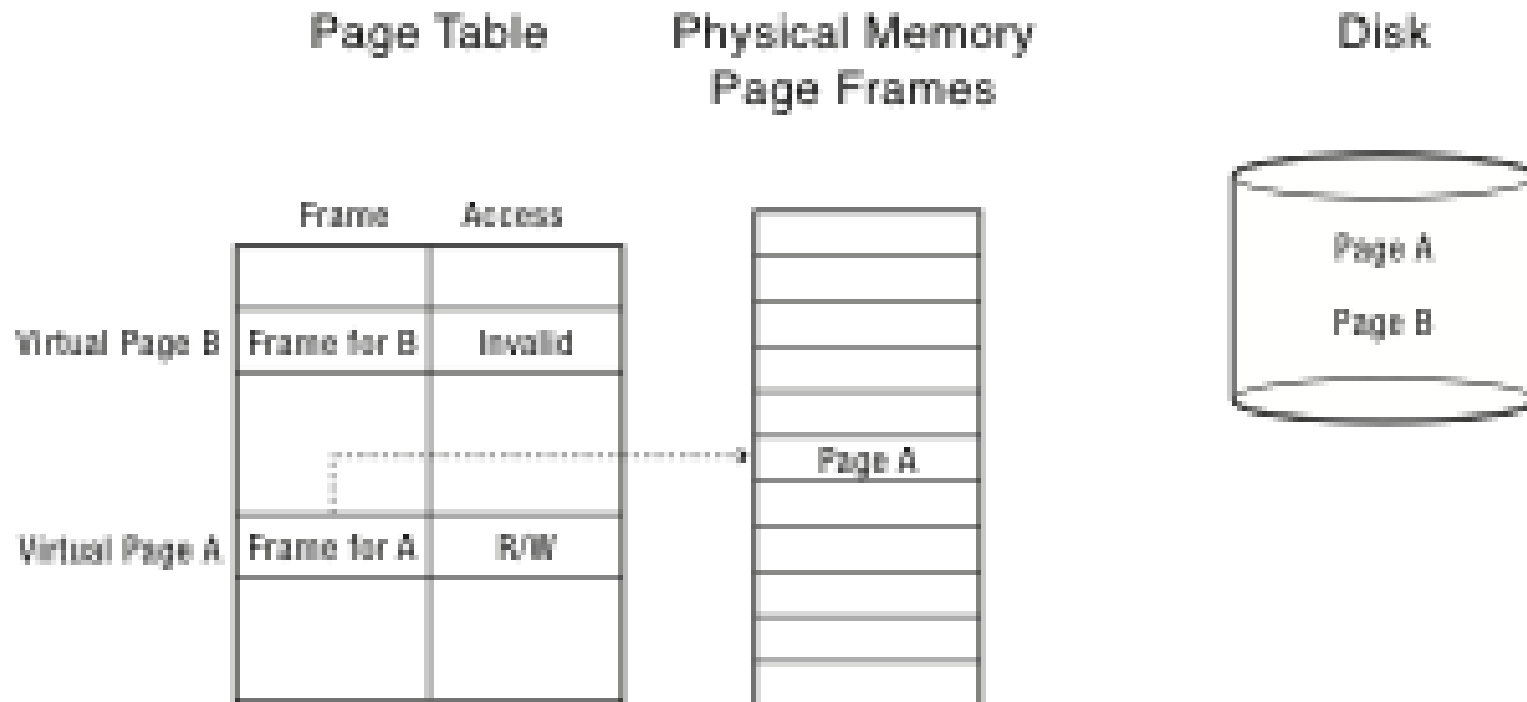 Page Table
Physical Memory
Page Frames
Disk
Frame Access
Virtual Page B Frame for B Invalid
Virtual Page A Frame for A R/W
Page A
Page A
Page B